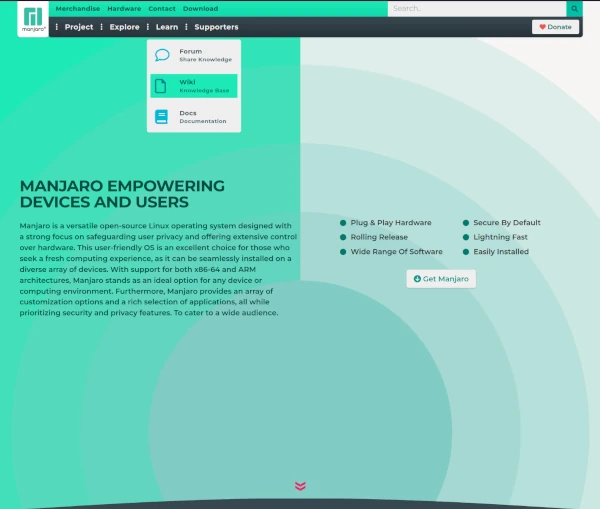 Merchandise Hardware Contact Download
Search..
manjaro
Project Explore Learn Supporters
Donate
Forum
Share Knowledge
Wiki
Knowledge Base
Docs
Documentation
MANJARO EMPOWERING
DEVICES AND USERS
Manjaro is a versatile open-source Linux operating system designed with
a strong focus on safeguarding user privacy and offering extensive control
over hardware. This user-friendly OS is an excellent choice for those who
seek a fresh computing experience, as it can be seamlessly installed on a
diverse array of devices. With support for both x86-64 and ARM
architectures, Manjaro stands as an ideal option for any device or
computing environment. Furthermore, Manjaro provides an array of
customization options and a rich selection of applications, all while
prioritizing security and privacy features. To cater to a wide audience.
Plug & Play Hardware
Rolling Release
Wide Range Of Software
Secure By Default
Lightning Fast
Easily Installed
Get Manjaro